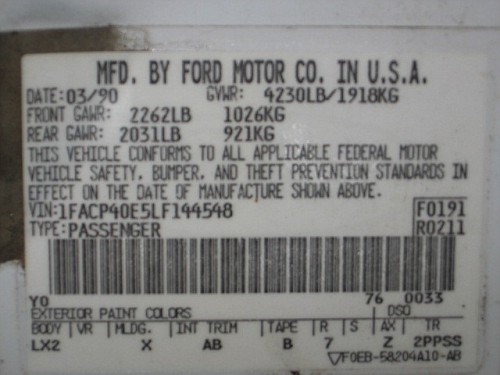 MFD. BY FORD MOTOR CO. IN U.S.A.
DATE: 03/90 GVWR: 4230LB/1918KG
FRONT GAWR: 2262LB 1026KG
REAR GAWR: 2031LB 921KG
THIS VEHICLE CONFORMS TO ALL APPLICABLE FEDERAL MOTOR
VEHICLE SAFETY, BUMPER, AND THEFT PREVENTION STANDARDS IN
EFFECT ON THE DATE OF MANUFACTURE SHOWN ABOVE.
VIN: 1FACP40E5LF144548 F0191
TYPE: PASSENGER R0211
YO 76 0033
EXTERIOR PAINT COLORS DSO
BODY VR MLDG. INT TRIM TAPE R S AX TR
LX2 X AB B 7 Z 2PPSS
▽F0EB-58204A10-AB